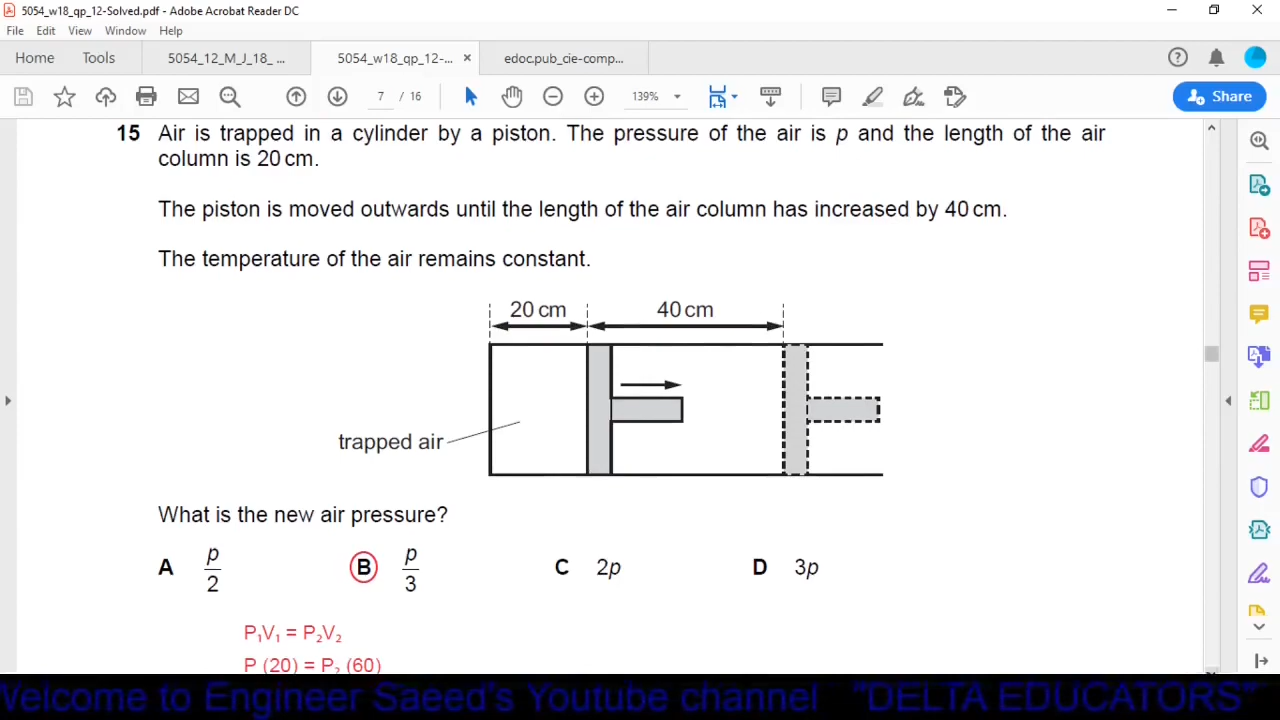 5054_w18_qp_12-Solved.pdf - Adobe Acrobat Reader DC
File Edit View Window Help
Home Tools 5054_12_M_J_18_ ... 5054_w18_qp_12-... × edoc.pub_cie-comp...
7 / 16 139% Share
15 Air is trapped in a cylinder by a piston. The pressure of the air is p and the length of the air
column is 20 cm.
The piston is moved outwards until the length of the air column has increased by 40 cm.
The temperature of the air remains constant.
20 cm 40 cm
trapped air
What is the new air pressure?
A p/2 B p/3 C 2p D 3p
P₁V₁ = P₂V₂
P (20) = P₂ (60)
Welcome to Engineer Saeed's Youtube channel "DELTA EDUCATORS"